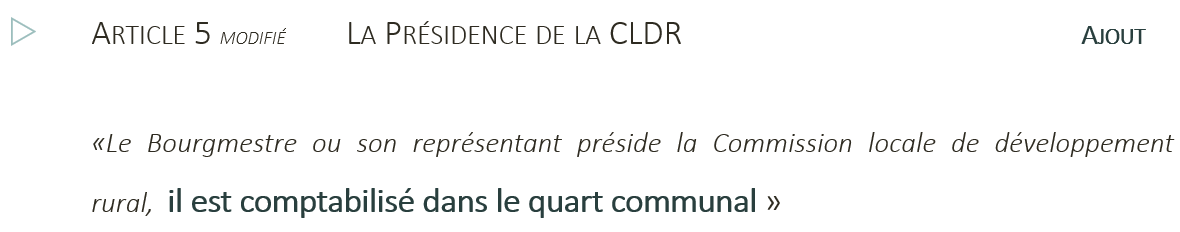 ARTICLE 5 MODIFIÉ LA PRÉSIDENCE DE LA CLDR AJOUT
«Le Bourgmestre ou son représentant préside la Commission locale de développement
rural, il est comptabilisé dans le quart communal »